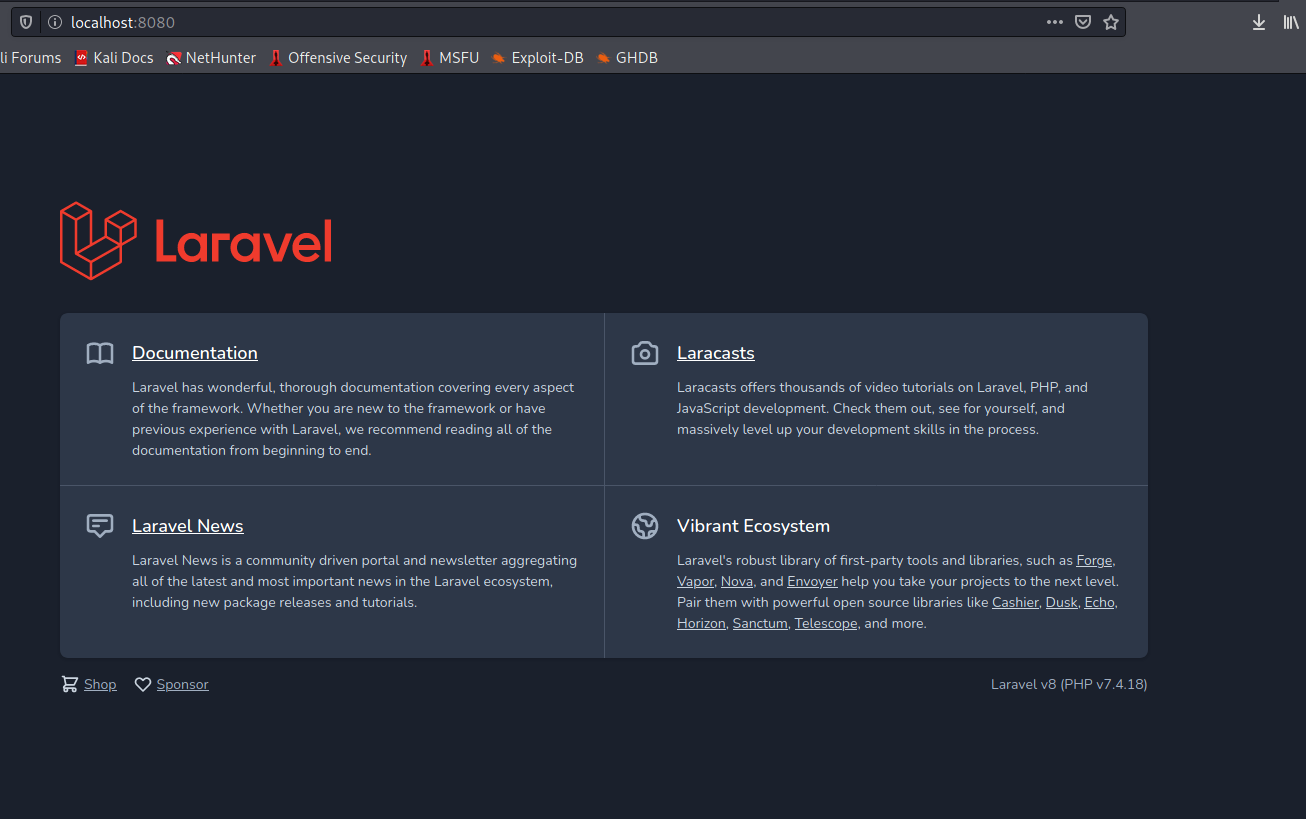 localhost:8080
li Forums Kali Docs NetHunter Offensive Security MSFU Exploit-DB GHDB
Laravel
Documentation
Laravel has wonderful, thorough documentation covering every aspect
of the framework. Whether you are new to the framework or have
previous experience with Laravel, we recommend reading all of the
documentation from beginning to end.
Laracasts
Laracasts offers thousands of video tutorials on Laravel, PHP, and
JavaScript development. Check them out, see for yourself, and
massively level up your development skills in the process.
Laravel News
Laravel News is a community driven portal and newsletter aggregating
all of the latest and most important news in the Laravel ecosystem,
including new package releases and tutorials.
Vibrant Ecosystem
Laravel's robust library of first-party tools and libraries, such as Forge,
Vapor, Nova, and Envoyer help you take your projects to the next level.
Pair them with powerful open source libraries like Cashier, Dusk, Echo,
Horizon, Sanctum, Telescope, and more.
Shop Sponsor Laravel v8 (PHP v7.4.18)